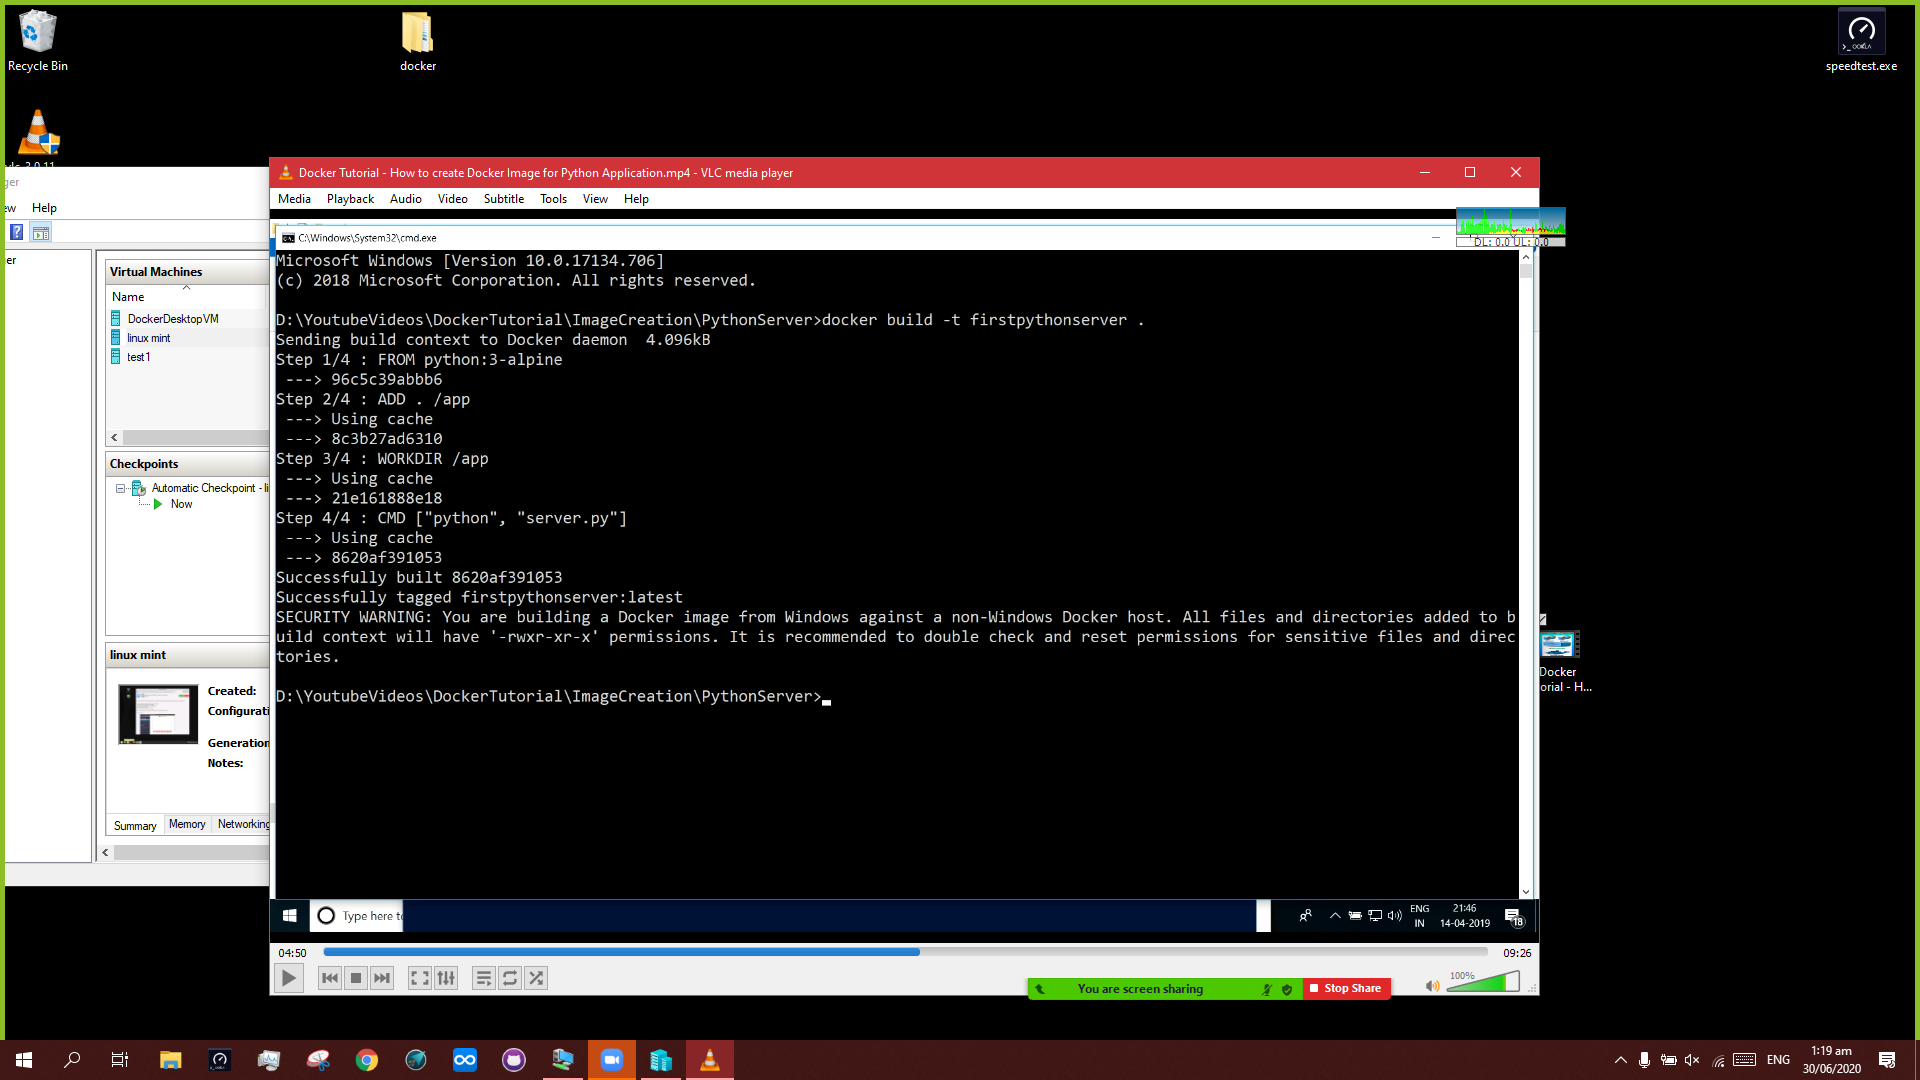 Recycle Bin
docker
speedtest.exe
OOKLA
Docker Tutorial - How to create Docker Image for Python Application.mp4 - VLC media player
Media Playback Audio Video Subtitle Tools View Help
ger
ew Help
er
DL: 0.0 UL: 0.0
C:\Windows\System32\cmd.exe
Microsoft Windows [Version 10.0.17134.706]
(c) 2018 Microsoft Corporation. All rights reserved.
D:\YoutubeVideos\DockerTutorial\ImageCreation\PythonServer>docker build -t firstpythonserver .
Sending build context to Docker daemon  4.096kB
Step 1/4 : FROM python:3-alpine
 ---> 96c5c39abbb6
Step 2/4 : ADD . /app
 ---> Using cache
 ---> 8c3b27ad6310
Step 3/4 : WORKDIR /app
 ---> Using cache
 ---> 21e161888e18
Step 4/4 : CMD ["python", "server.py"]
 ---> Using cache
 ---> 8620af391053
Successfully built 8620af391053
Successfully tagged firstpythonserver:latest
SECURITY WARNING: You are building a Docker image from Windows against a non-Windows Docker host. All files and directories added to b
uild context will have '-rwxr-xr-x' permissions. It is recommended to double check and reset permissions for sensitive files and direc
tories.
D:\YoutubeVideos\DockerTutorial\ImageCreation\PythonServer>
Virtual Machines
Name
DockerDesktopVM
linux mint
test1
Checkpoints
Automatic Checkpoint - li
Now
linux mint
Created:
Configurati
Generation
Notes:
Summary Memory Networking
Docker
orial - H...
Type here to
ENG
IN
21:46
14-04-2019
18
04:50
09:26
100%
You are screen sharing
Stop Share
ENG
1:19 am
30/06/2020